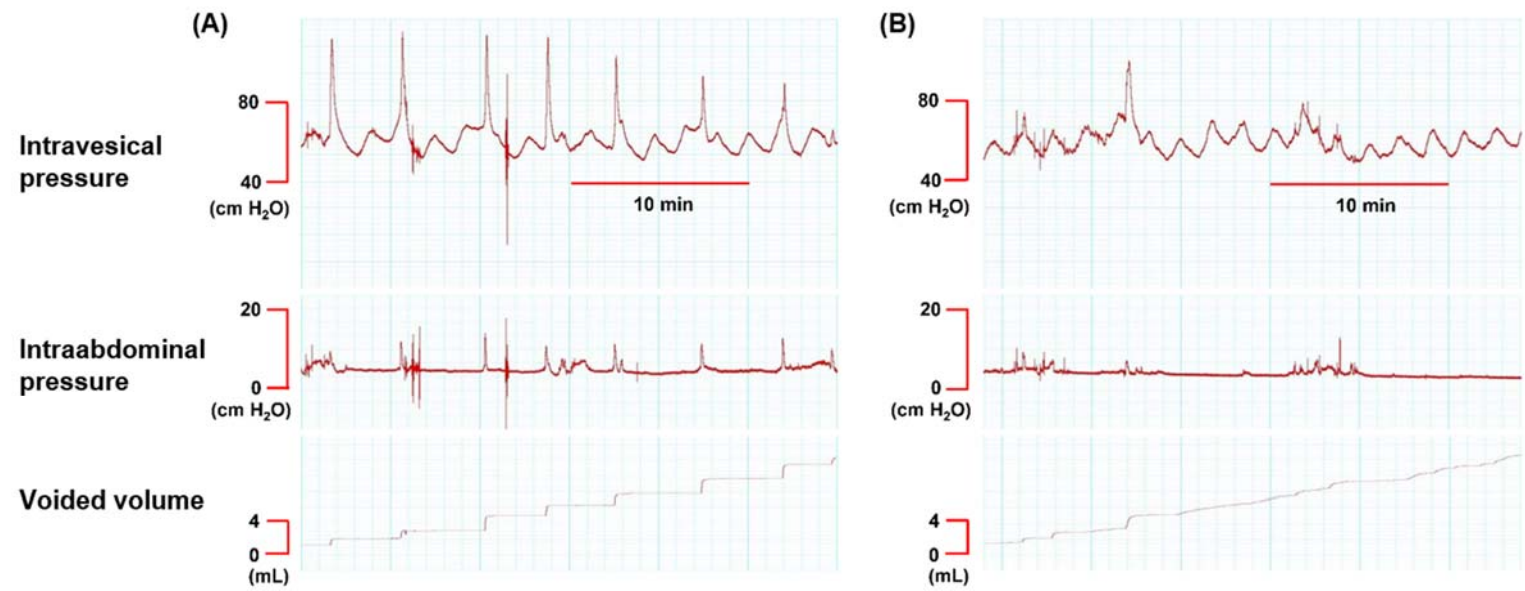 (A)
(B)
Intravesical
pressure
80
40
(cm H2O)
10 min
80
40
(cm H2O)
10 min
Intraabdominal
pressure
20
0
(cm H2O)
20
0
(cm H2O)
Voided volume
4
0
(mL)
4
0
(mL)